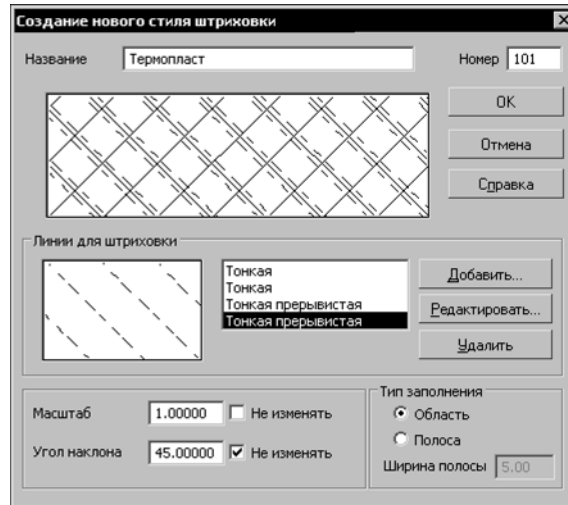 Создание нового стиля штриховки
Название Термопласт Номер 101
OK
Отмена
Справка
Линии для штриховки
Тонкая
Тонкая
Тонкая прерывистая
Тонкая прерывистая
Добавить...
Редактировать...
Удалить
Масштаб 1.00000 Не изменять
Угол наклона 45.00000 Не изменять
Тип заполнения
Область
Полоса
Ширина полосы 5.00